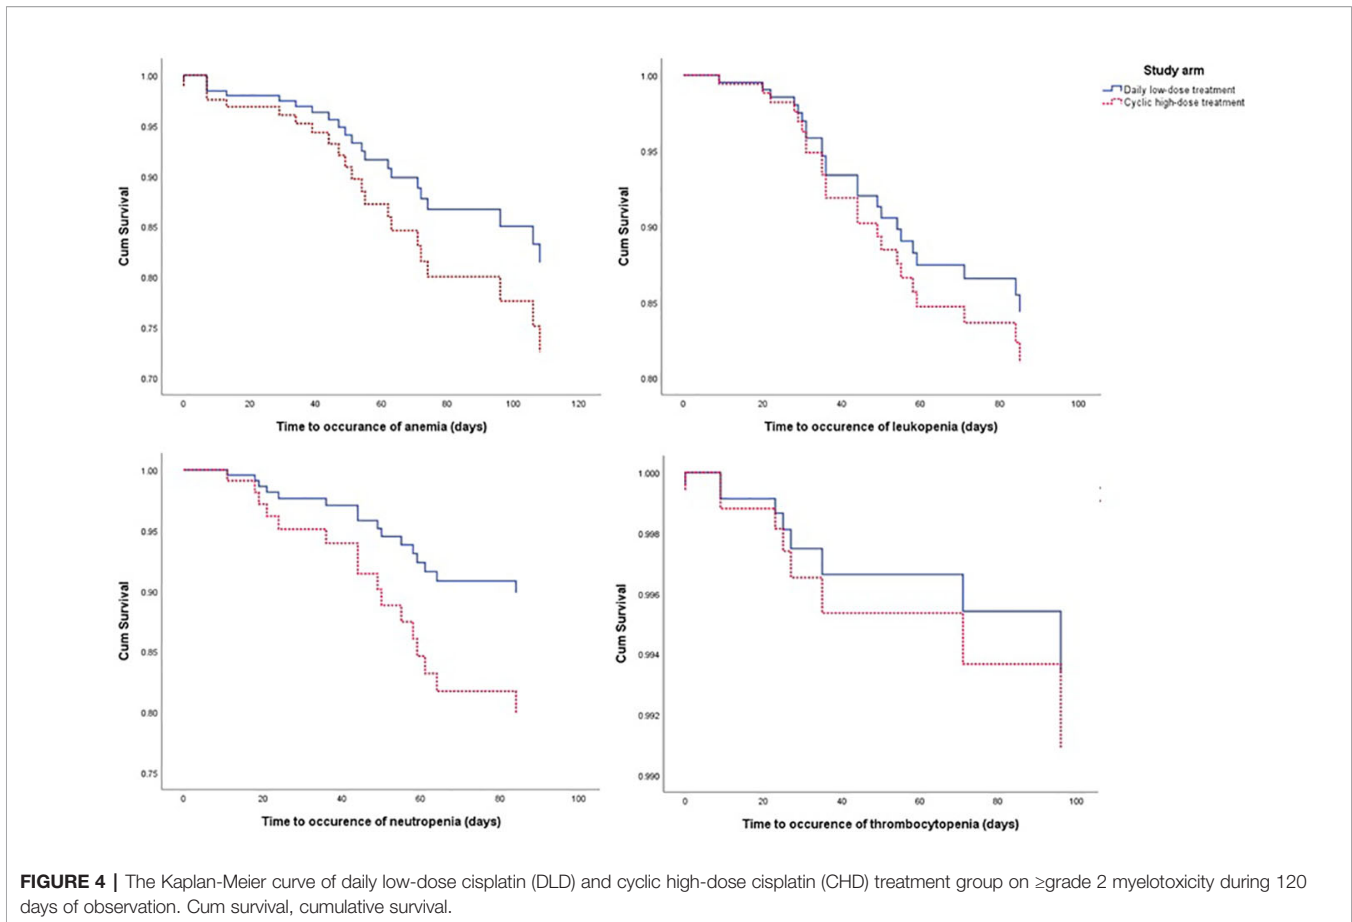 Study arm
Daily low-dose treatment
Cyclic high-dose treatment
Cum Survival
1.00
0.95
0.90
0.85
0.80
0.75
0.70
0 20 40 60 80 100 120
Time to occurance of anemia (days)
Cum Survival
1.00
0.95
0.90
0.85
0.80
0 20 40 60 80 100
Time to occurence of leukopenia (days)
Cum Survival
1.00
0.95
0.90
0.85
0.80
0.75
0 20 40 60 80 100
Time to occurence of neutropenia (days)
Cum Survival
1.000
0.998
0.996
0.994
0.992
0.990
0 20 40 60 80 100
Time to occurence of thrombocytopenia (days)
FIGURE 4 | The Kaplan-Meier curve of daily low-dose cisplatin (DLD) and cyclic high-dose cisplatin (CHD) treatment group on ≥grade 2 myelotoxicity during 120
days of observation. Cum survival, cumulative survival.